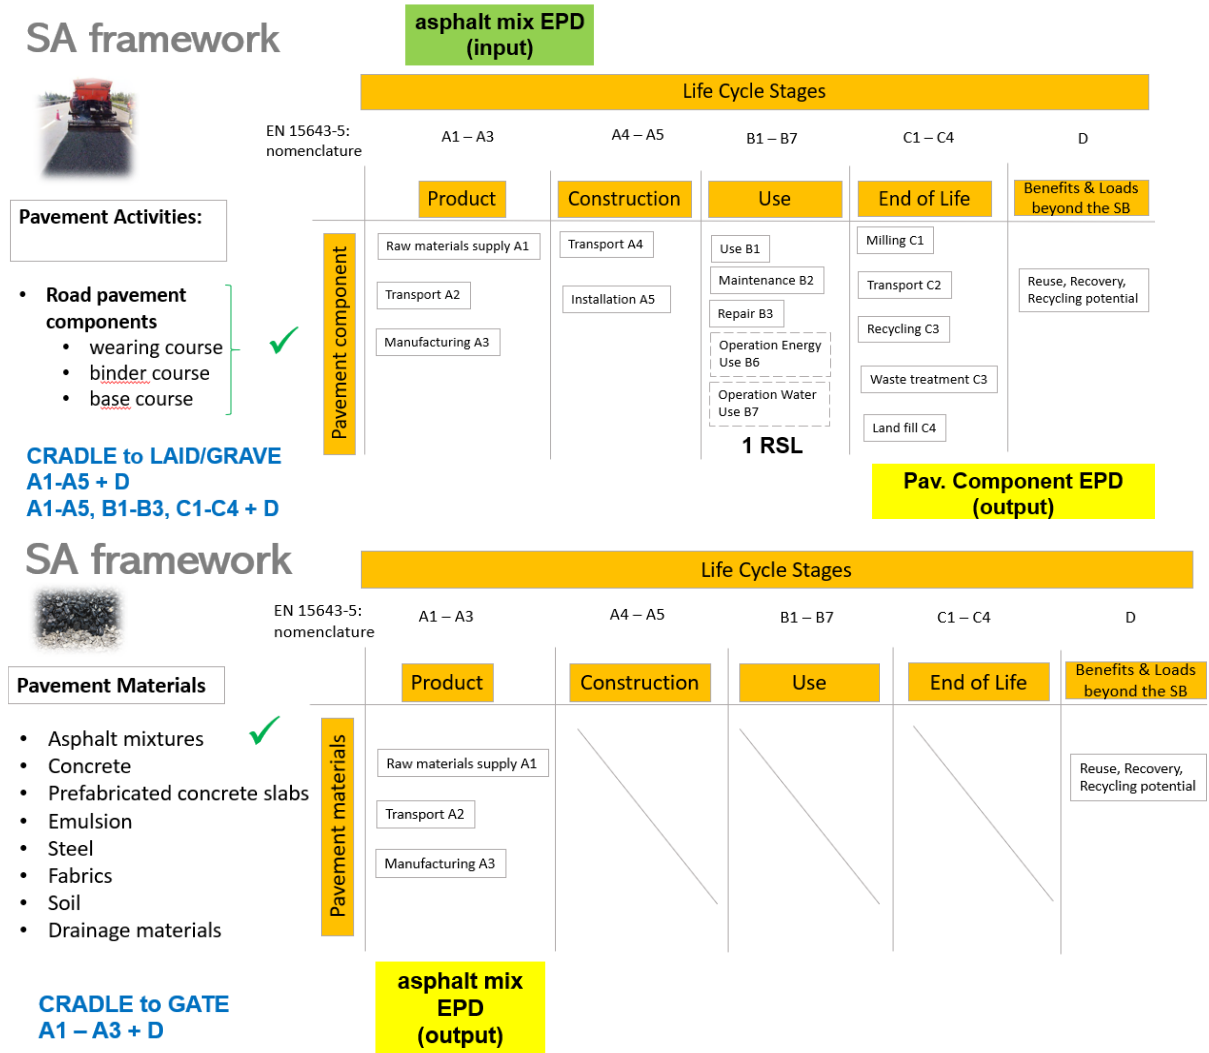 SA framework
asphalt mix EPD
(input)
Life Cycle Stages
EN 15643-5:
nomenclature
A1 – A3
A4 – A5
B1 – B7
C1 – C4
D
Product
Construction
Use
End of Life
Benefits & Loads
beyond the SB
Pavement Activities:
• Road pavement
components
• wearing course
• binder course
• base course
CRADLE to LAID/GRAVE
A1-A5 + D
A1-A5, B1-B3, C1-C4 + D
Pavement component
Raw materials supply A1
Transport A2
Manufacturing A3
Transport A4
Installation A5
Use B1
Maintenance B2
Repair B3
Operation Energy
Use B6
Operation Water
Use B7
1 RSL
Milling C1
Transport C2
Recycling C3
Waste treatment C3
Land fill C4
Reuse, Recovery,
Recycling potential
Pav. Component EPD
(output)
SA framework
Life Cycle Stages
EN 15643-5:
nomenclature
A1 – A3
A4 – A5
B1 – B7
C1 – C4
D
Product
Construction
Use
End of Life
Benefits & Loads
beyond the SB
Pavement Materials
• Asphalt mixtures
• Concrete
• Prefabricated concrete slabs
• Emulsion
• Steel
• Fabrics
• Soil
• Drainage materials
CRADLE to GATE
A1 – A3 + D
Pavement materials
Raw materials supply A1
Transport A2
Manufacturing A3
Reuse, Recovery,
Recycling potential
asphalt mix
EPD
(output)